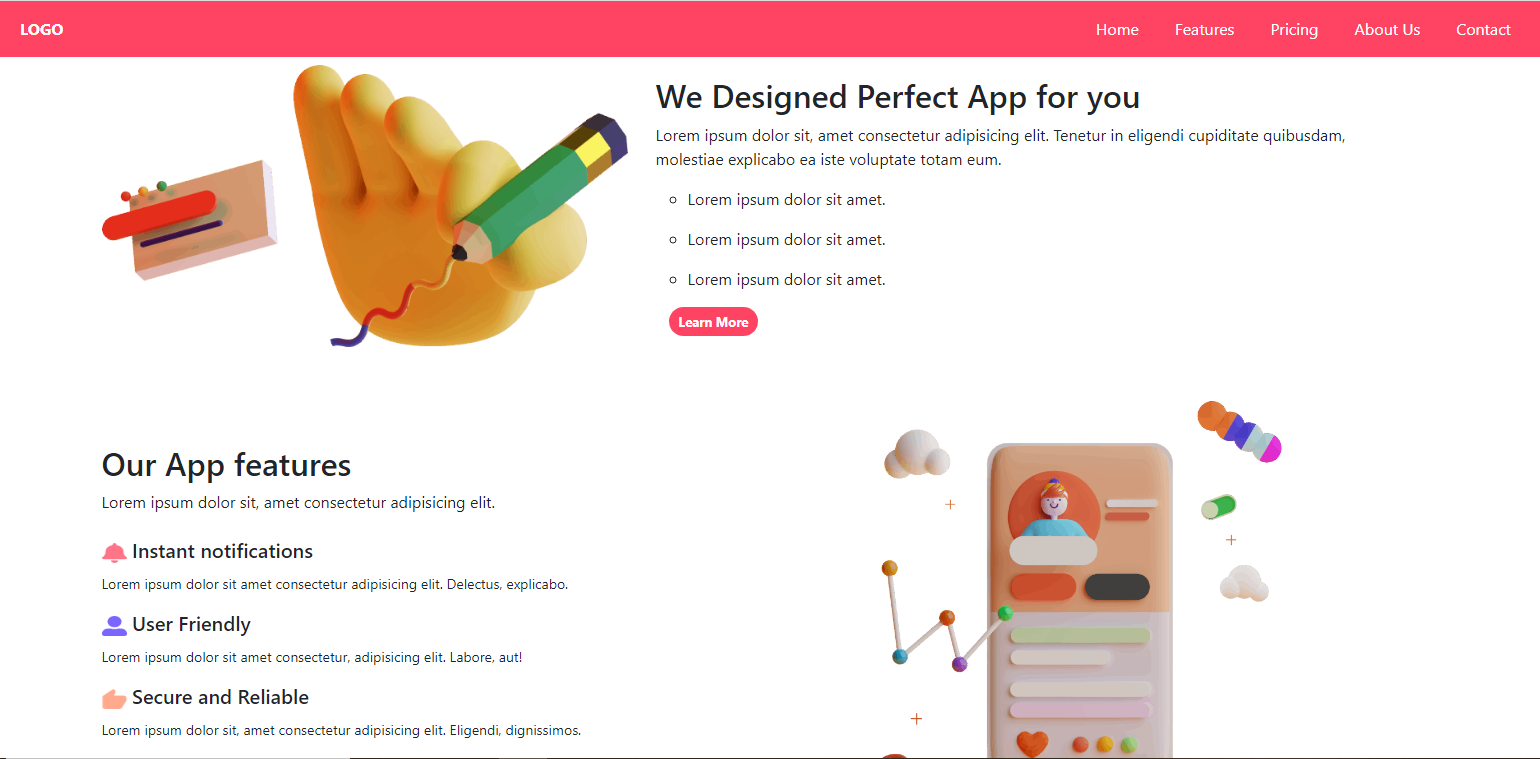 LOGO
Home
Features
Pricing
About Us
Contact
We Designed Perfect App for you
Lorem ipsum dolor sit, amet consectetur adipisicing elit. Tenetur in eligendi cupiditate quibusdam,
molestiae explicabo ea iste voluptate totam eum.
Lorem ipsum dolor sit amet.
Lorem ipsum dolor sit amet.
Lorem ipsum dolor sit amet.
Learn More
Our App features
Lorem ipsum dolor sit, amet consectetur adipisicing elit.
Instant notifications
Lorem ipsum dolor sit amet consectetur adipisicing elit. Delectus, explicabo.
User Friendly
Lorem ipsum dolor sit amet consectetur, adipisicing elit. Labore, aut!
Secure and Reliable
Lorem ipsum dolor sit, amet consectetur adipisicing elit. Eligendi, dignissimos.